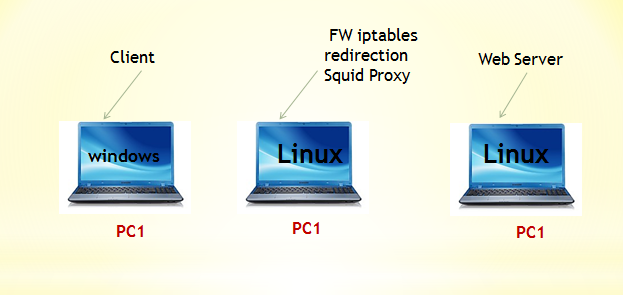 Client
FW iptables
redirection
Squid Proxy
Web Server
windows
Linux
Linux
PC1
PC1
PC1